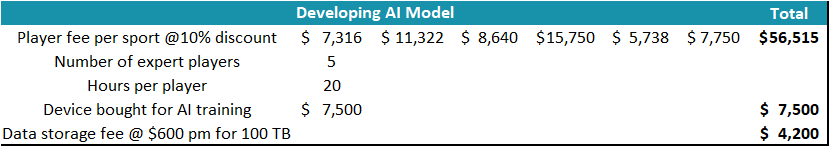 Developing AI Model Total
Player fee per sport @10% discount $ 7,316 $ 11,322 $ 8,640 $15,750 $ 5,738 $ 7,750 $56,515
Number of expert players 5
Hours per player 20
Device bought for AI training $ 7,500 $ 7,500
Data storage fee @ $600 pm for 100 TB $ 4,200